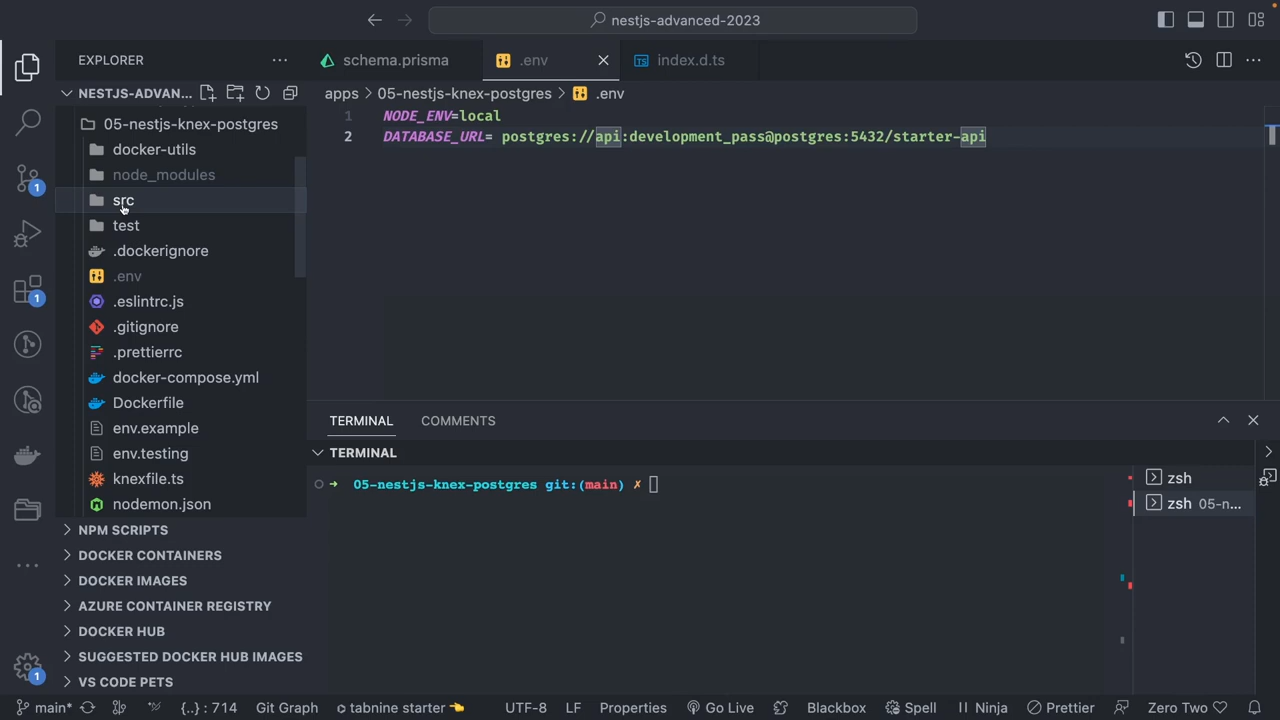 nestjs-advanced-2023
EXPLORER
schema.prisma
.env
index.d.ts
NESTJS-ADVAN...
apps > 05-nestjs-knex-postgres > .env
05-nestjs-knex-postgres
docker-utils
node_modules
src
test
.dockerignore
.env
.eslintrc.js
.gitignore
.prettierrc
docker-compose.yml
Dockerfile
env.example
env.testing
knexfile.ts
nodemon.json
1 NODE_ENV=local
2 DATABASE_URL= postgres://api:development_pass@postgres:5432/starter-api
TERMINAL
COMMENTS
TERMINAL
05-nestjs-knex-postgres git:(main) ✗
zsh
zsh 05-n...
NPM SCRIPTS
DOCKER CONTAINERS
DOCKER IMAGES
AZURE CONTAINER REGISTRY
DOCKER HUB
SUGGESTED DOCKER HUB IMAGES
VS CODE PETS
1
1
1
main* {..} : 714 Git Graph tabnine starter UTF-8 LF Properties Go Live Blackbox Spell Ninja Prettier Zero Two